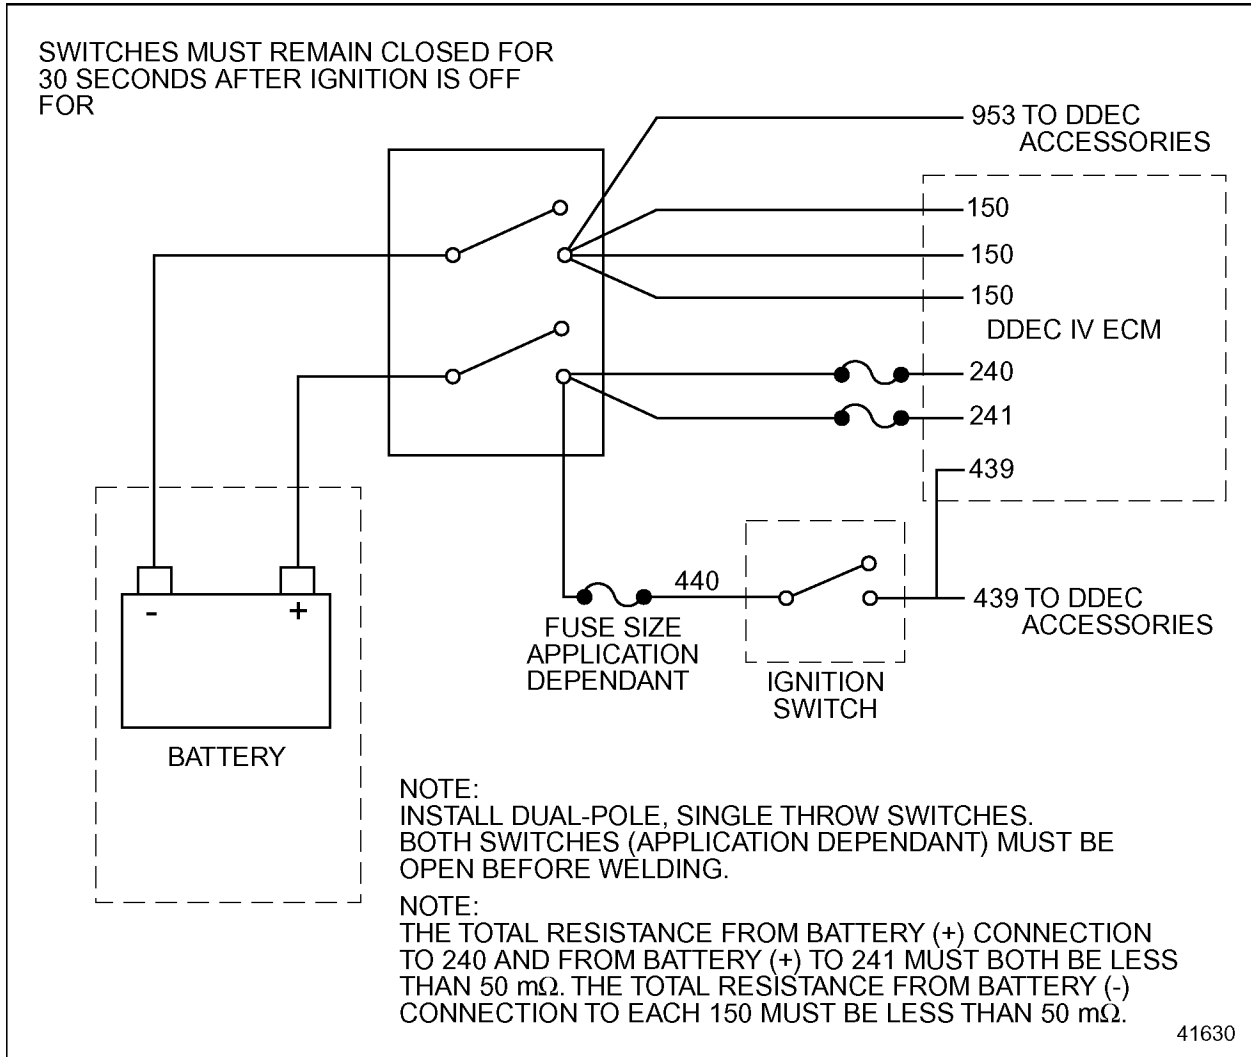 SWITCHES MUST REMAIN CLOSED FOR
30 SECONDS AFTER IGNITION IS OFF
FOR
953 TO DDEC
ACCESSORIES
150
150
150
DDEC IV ECM
240
241
439
440
439 TO DDEC
ACCESSORIES
FUSE SIZE
APPLICATION
DEPENDANT
IGNITION
SWITCH
- +
BATTERY
NOTE:
INSTALL DUAL-POLE, SINGLE THROW SWITCHES.
BOTH SWITCHES (APPLICATION DEPENDANT) MUST BE
OPEN BEFORE WELDING.
NOTE:
THE TOTAL RESISTANCE FROM BATTERY (+) CONNECTION
TO 240 AND FROM BATTERY (+) TO 241 MUST BOTH BE LESS
THAN 50 mΩ. THE TOTAL RESISTANCE FROM BATTERY (-)
CONNECTION TO EACH 150 MUST BE LESS THAN 50 mΩ.
41630